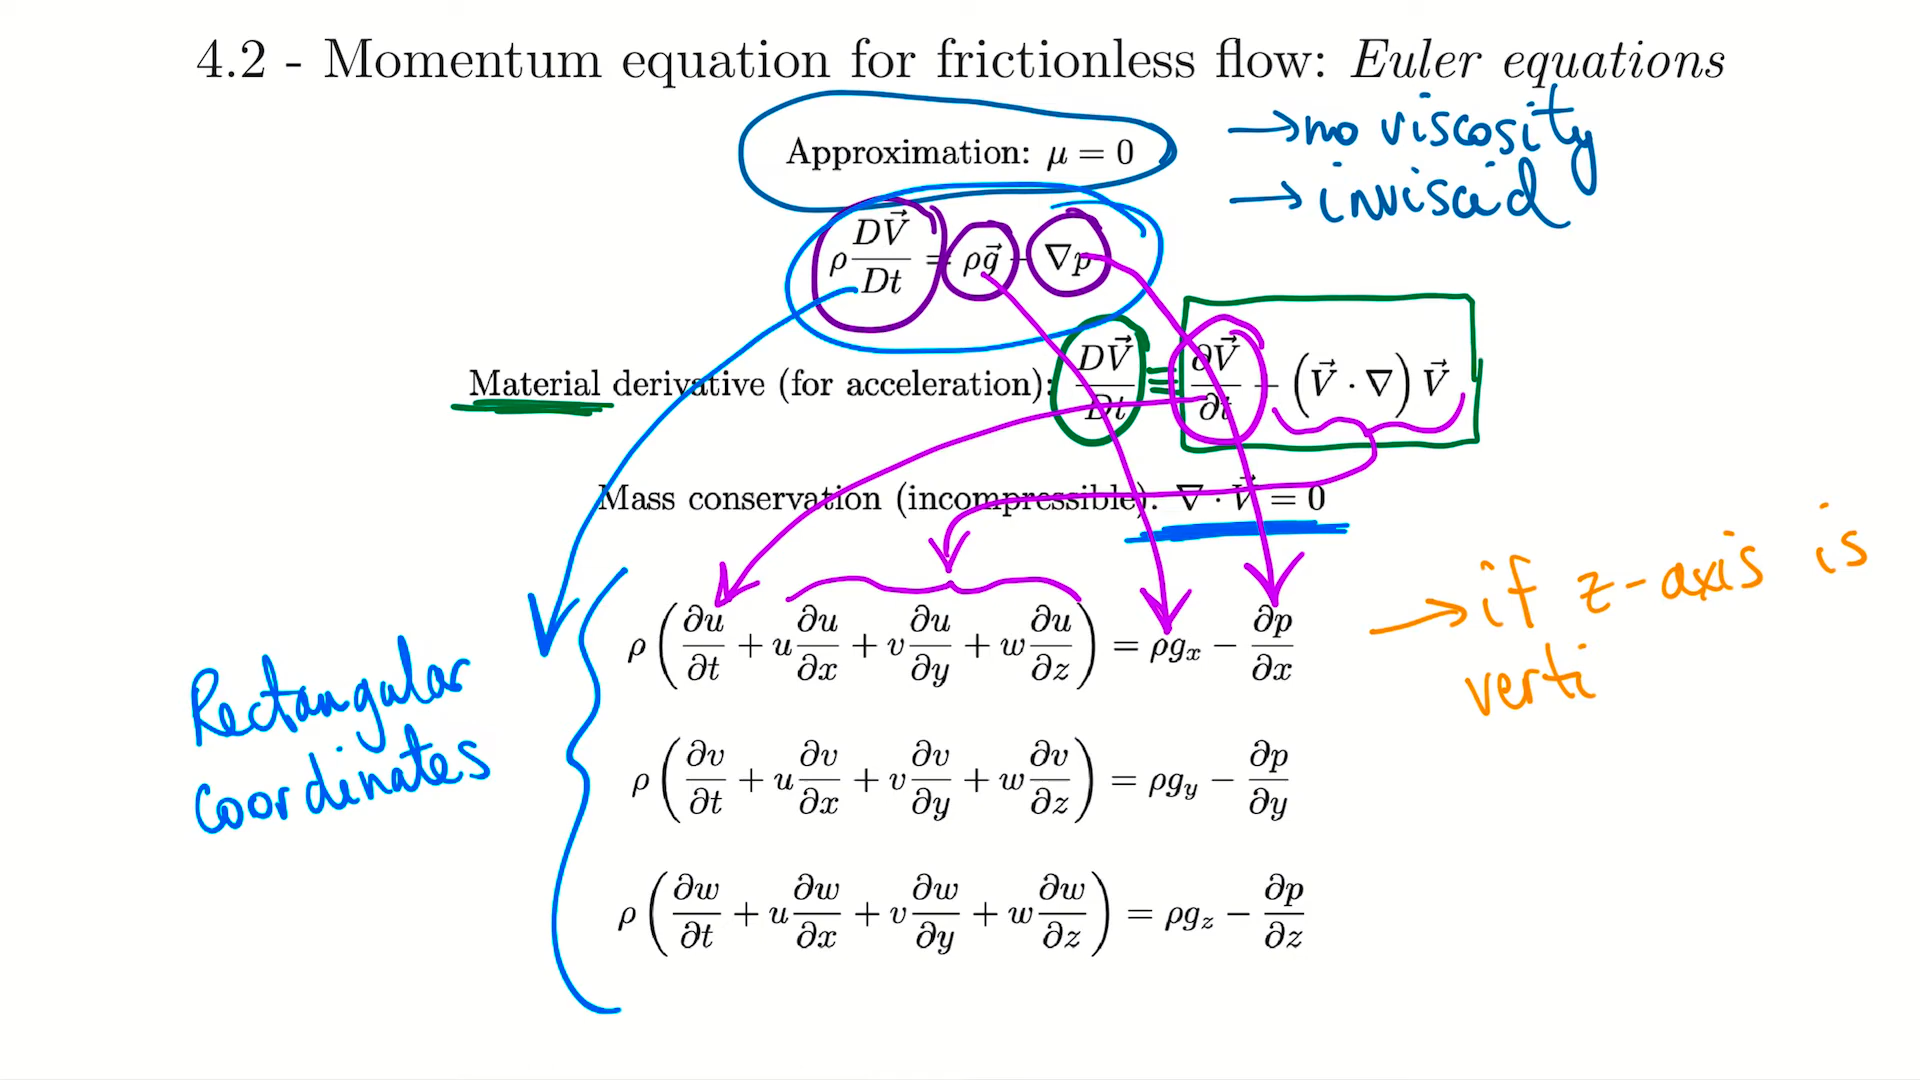 4.2 - Momentum equation for frictionless flow: Euler equations
Approximation: μ = 0
→ no viscosity
→ inviscid
ρ DV⃗/Dt = ρg⃗ − ∇p
Material derivative (for acceleration): DV⃗/Dt ≡ ∂V⃗/∂t + (V⃗ · ∇) V⃗
Mass conservation (incompressible): ∇ · V⃗ = 0
→ if z-axis is
verti
Rectangular
coordinates
ρ (∂u/∂t + u ∂u/∂x + v ∂u/∂y + w ∂u/∂z) = ρgₓ − ∂p/∂x
ρ (∂v/∂t + u ∂v/∂x + v ∂v/∂y + w ∂v/∂z) = ρg_y − ∂p/∂y
ρ (∂w/∂t + u ∂w/∂x + v ∂w/∂y + w ∂w/∂z) = ρg_z − ∂p/∂z